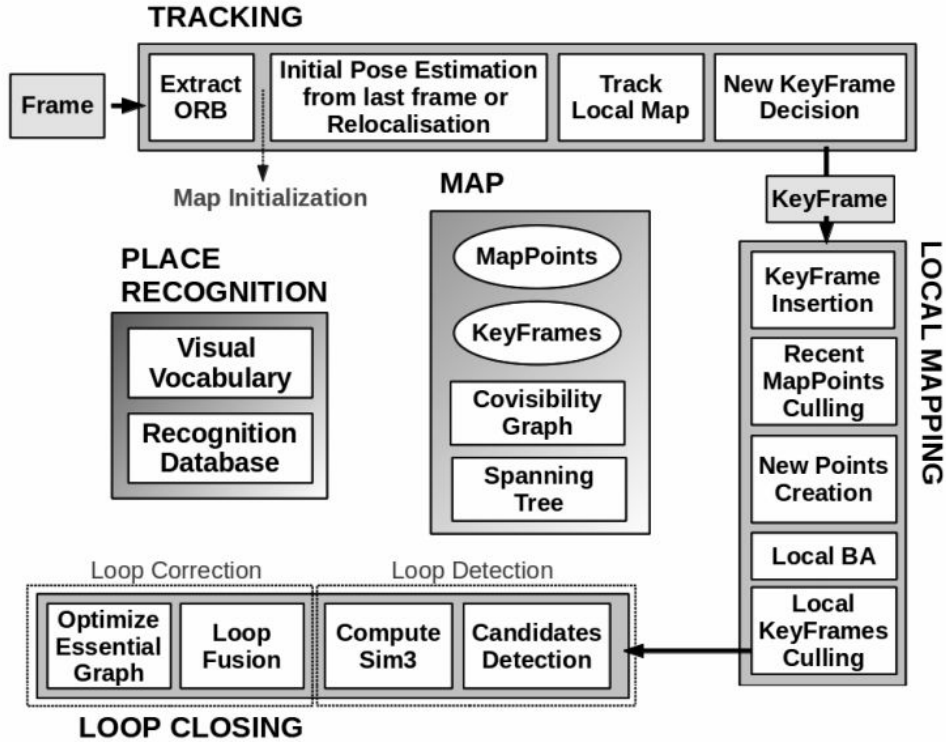 TRACKING
Frame
Extract
ORB
Initial Pose Estimation
from last frame or
Relocalisation
Track
Local Map
New KeyFrame
Decision
Map Initialization
MAP
KeyFrame
PLACE
RECOGNITION
Visual
Vocabulary
Recognition
Database
MapPoints
KeyFrames
Covisibility
Graph
Spanning
Tree
LOCAL MAPPING
KeyFrame
Insertion
Recent
MapPoints
Culling
New Points
Creation
Local BA
Local
KeyFrames
Culling
Loop Correction
Loop Detection
Optimize
Essential
Graph
Loop
Fusion
Compute
Sim3
Candidates
Detection
LOOP CLOSING